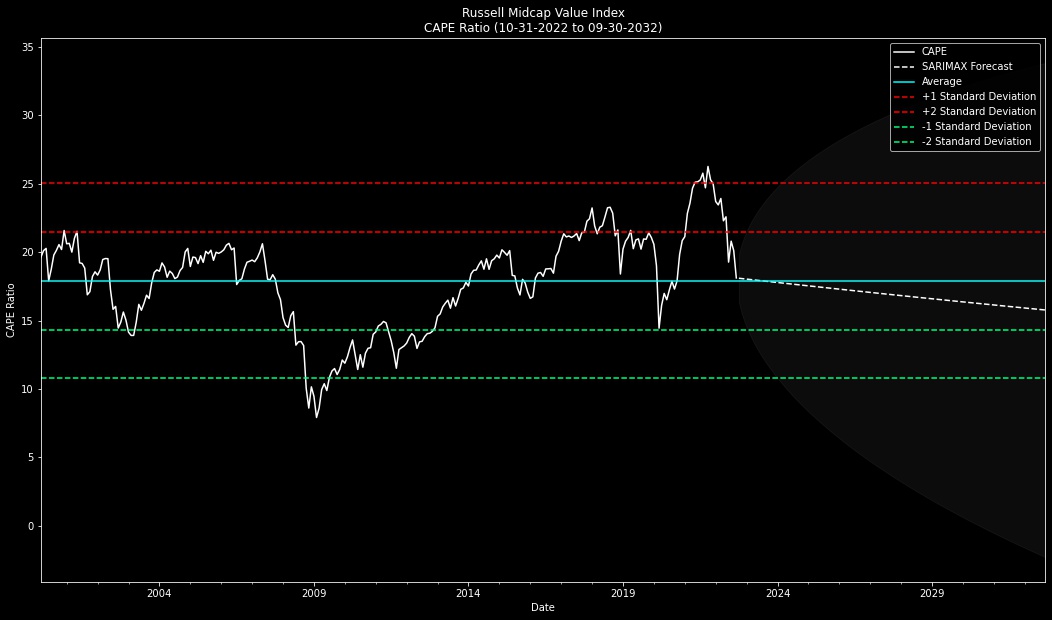 Russell Midcap Value Index
CAPE Ratio (10-31-2022 to 09-30-2032)
CAPE
SARIMAX Forecast
Average
+1 Standard Deviation
+2 Standard Deviation
-1 Standard Deviation
-2 Standard Deviation
35
30
25
20
15
10
5
0
CAPE Ratio
2004
2009
2014
2019
2024
2029
Date